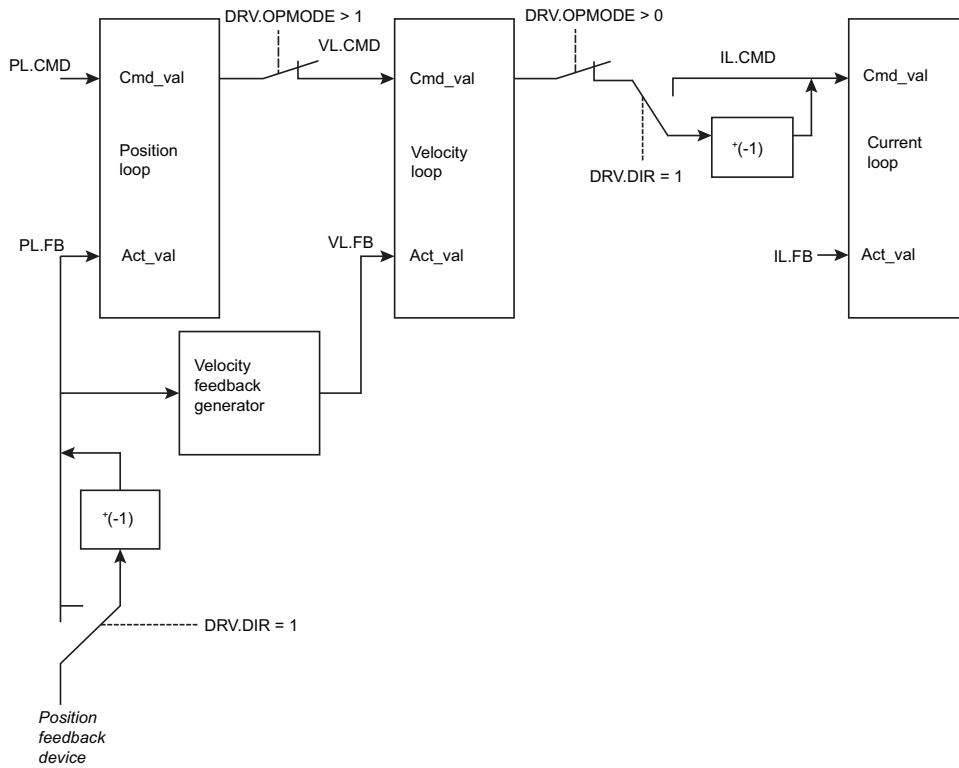 DRV.OPMODE > 1
DRV.OPMODE > 0
PL.CMD
VL.CMD
IL.CMD
Cmd_val
Cmd_val
Cmd_val
Position
loop
Velocity
loop
+(-1)
Current
loop
DRV.DIR = 1
PL.FB
Act_val
VL.FB
Act_val
IL.FB
Act_val
Velocity
feedback
generator
+(-1)
DRV.DIR = 1
Position
feedback
device